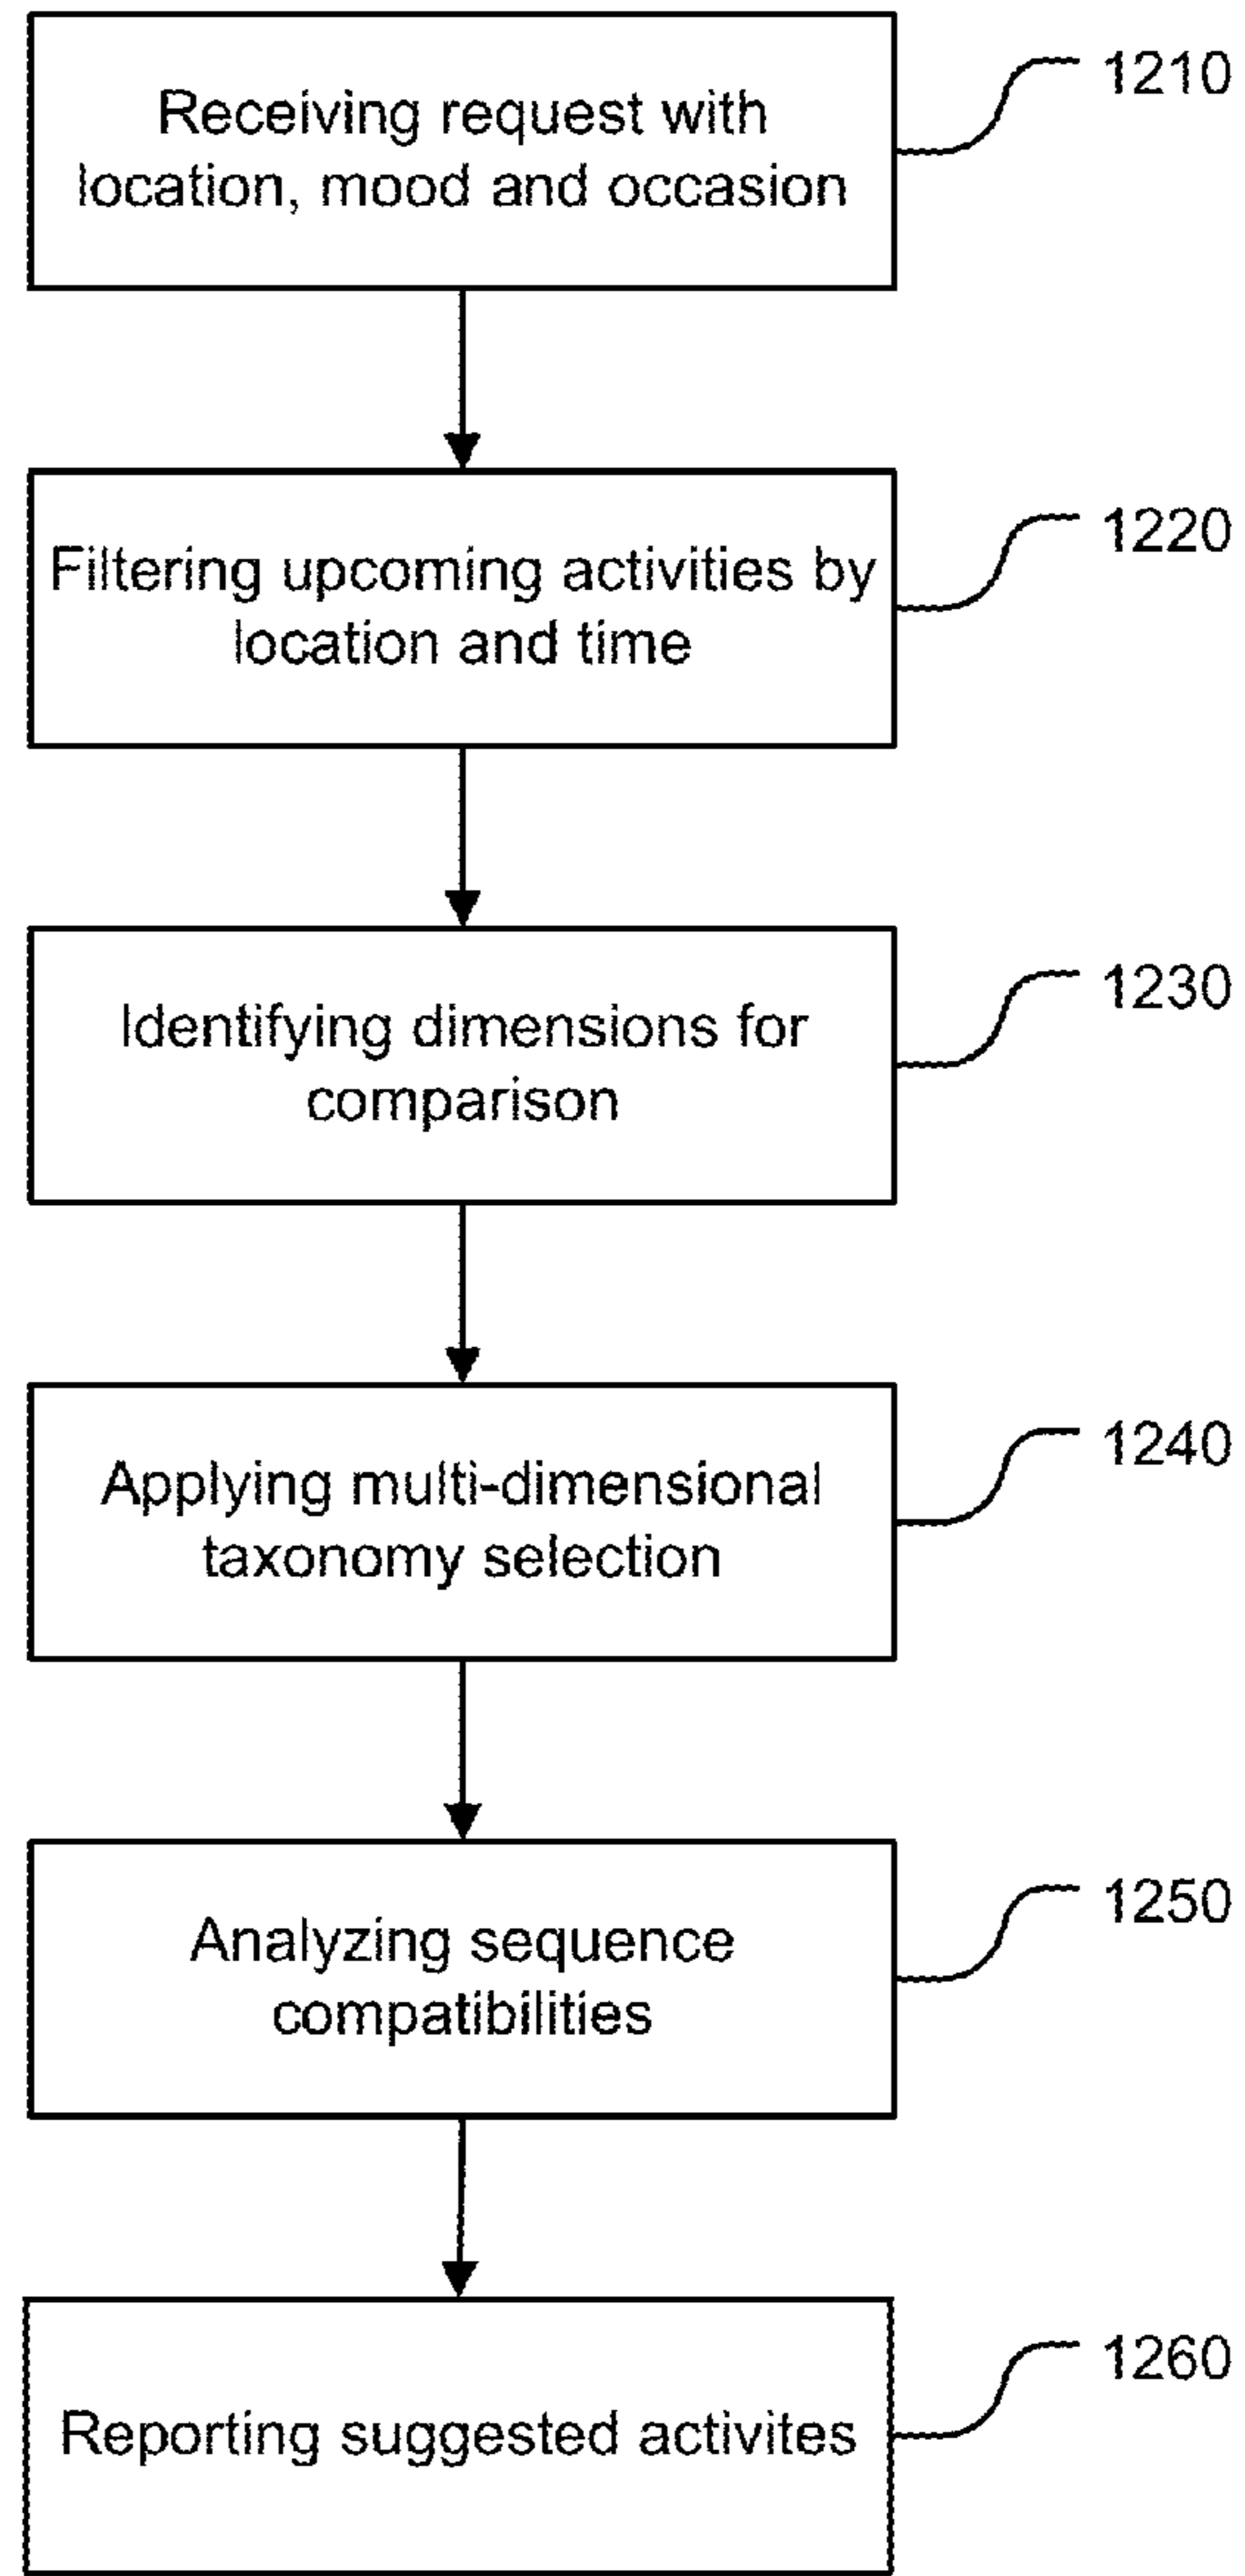 Receiving request with
location, mood and occasion
1210
Filtering upcoming activities by
location and time
1220
Identifying dimensions for
comparison
1230
Applying multi-dimensional
taxonomy selection
1240
Analyzing sequence
compatibilities
1250
Reporting suggested activites
1260